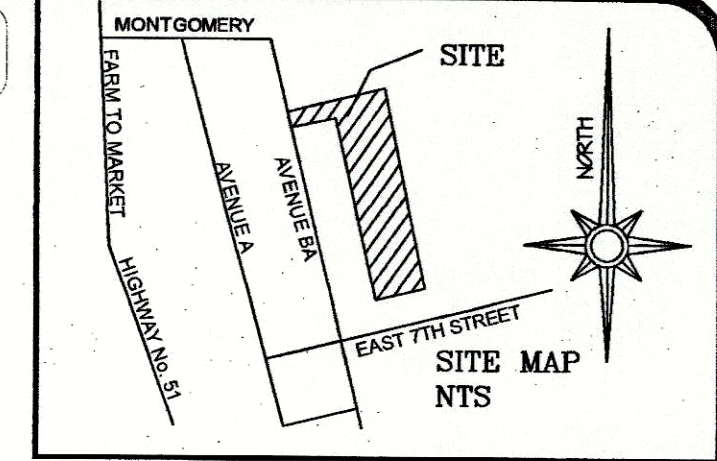 MONTGOMERY
SITE
FARM TO MARKET
NORTH
AVENUE A
AVENUE BA
HIGHWAY No. 51
EAST 7TH STREET
SITE MAP
NTS